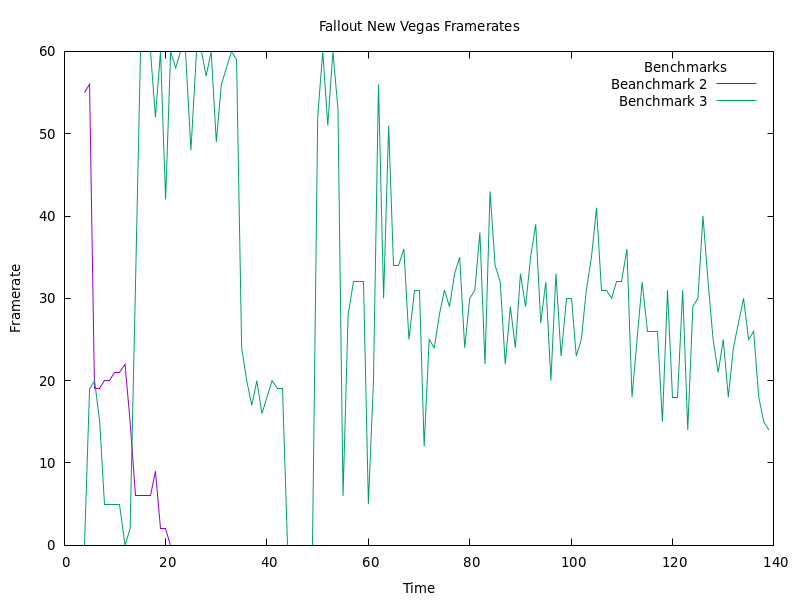 Fallout New Vegas Framerates
60
50
40
30
20
10
0
Framerate
Benchmarks
Beanchmark 2
Benchmark 3
0 20 40 60 80 100 120 140
Time